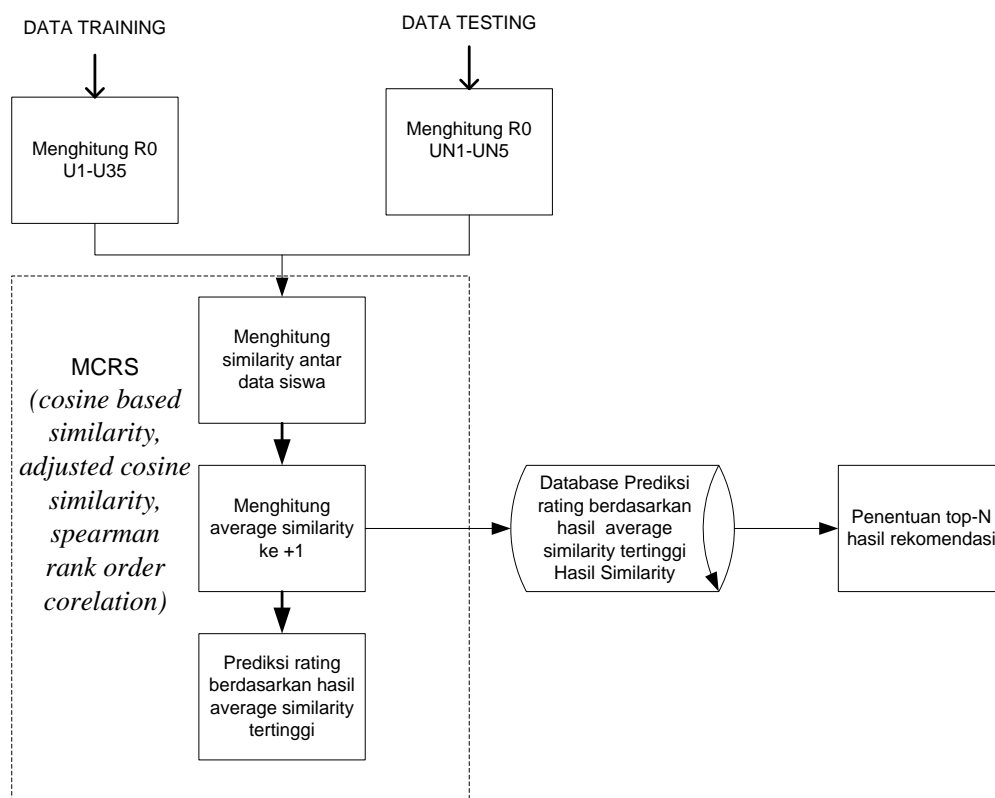 DATA TRAINING
DATA TESTING
Menghitung R0
U1-U35
Menghitung R0
UN1-UN5
MCRS
(cosine based
similarity,
adjusted cosine
similarity,
spearman
rank order
corelation)
Menghitung
similarity antar
data siswa
Menghitung
average similarity
ke +1
Prediksi rating
berdasarkan hasil
average similarity
tertinggi
Database Prediksi
rating berdasarkan
hasil average
similarity tertinggi
Hasil Similarity
Penentuan top-N
hasil rekomendasi